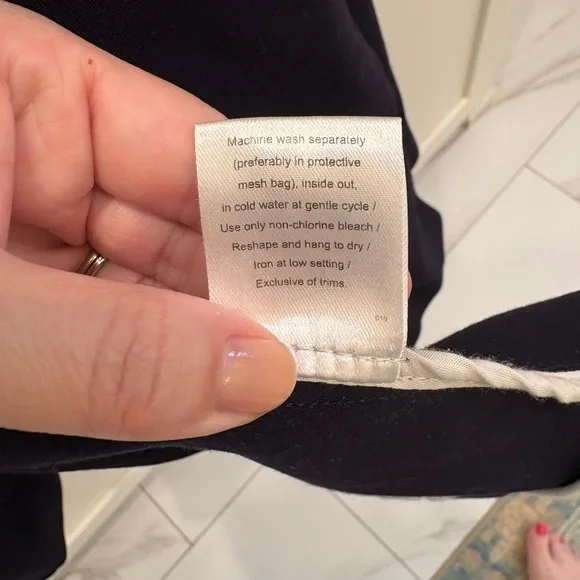 Machine wash separately
(preferably in protective
mesh bag), inside out,
in cold water at gentle cycle /
Use only non-chlorine bleach /
Reshape and hang to dry /
Iron at low setting /
Exclusive of trims.